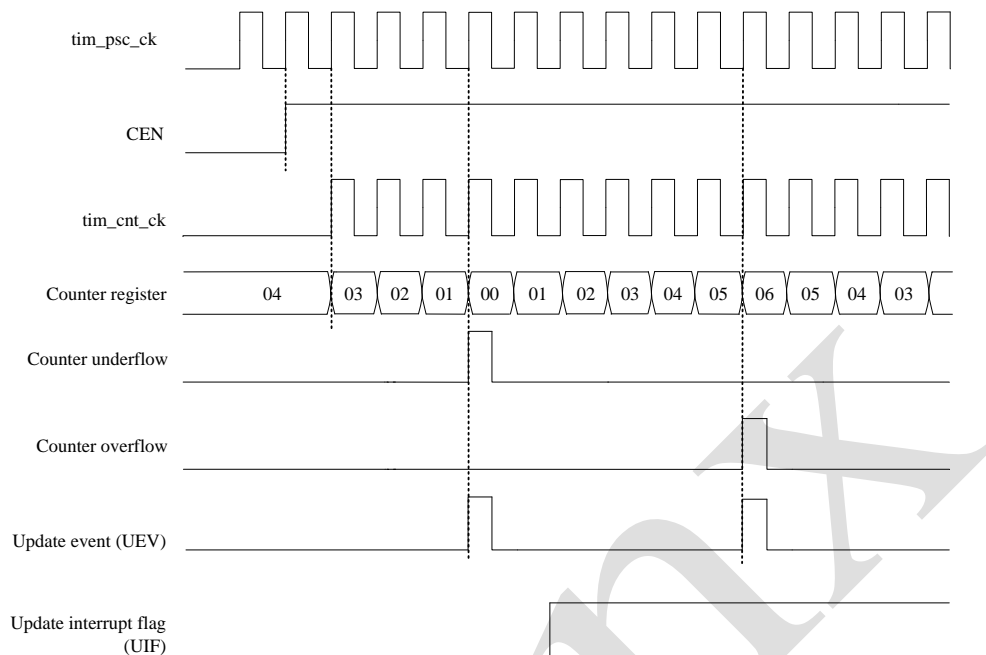 tim_psc_ck
CEN
tim_cnt_ck
Counter register 04 03 02 01 00 01 02 03 04 05 06 05 04 03
Counter underflow
Counter overflow
Update event (UEV)
Update interrupt flag
(UIF)